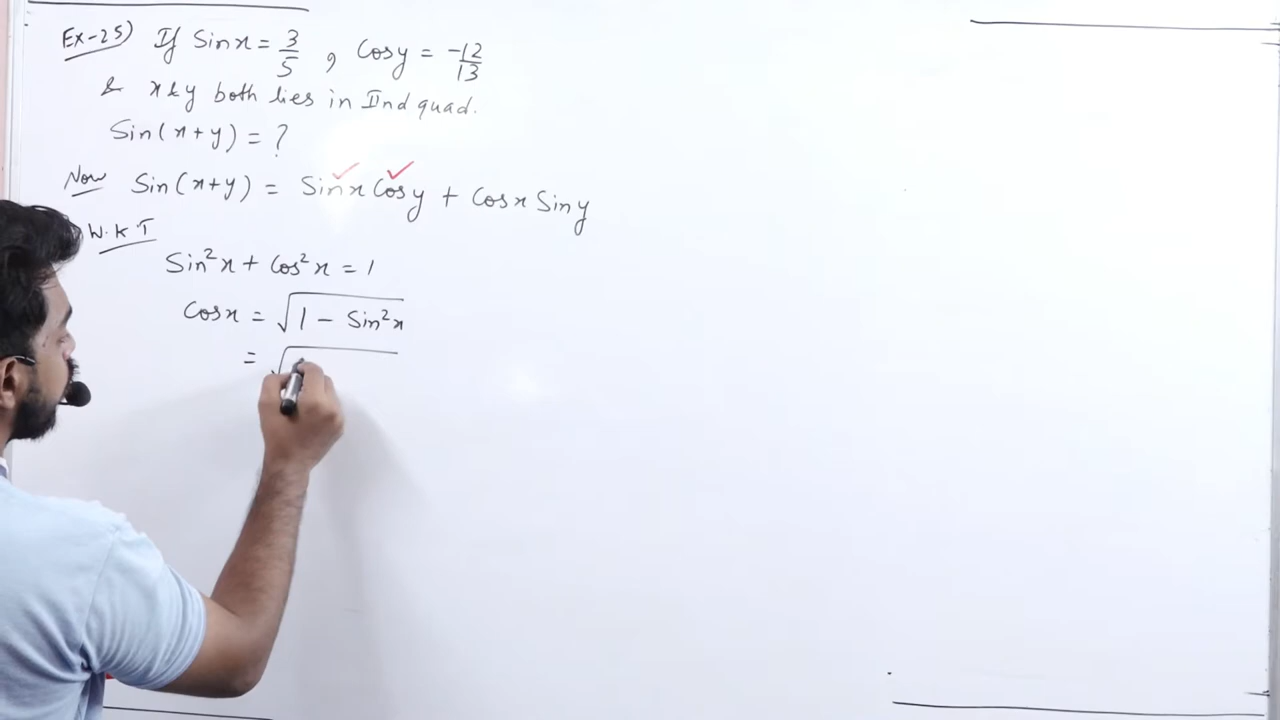 Ex-25) If Sin x = 3/5 , Cos y = -12/13
& x & y both lies in IInd quad.
Sin(x+y) = ?
Now Sin(x+y) = Sin x Cos y + Cos x Sin y
W.K.T
Sin²x + Cos²x = 1
Cos x = √(1 - Sin²x)
= √